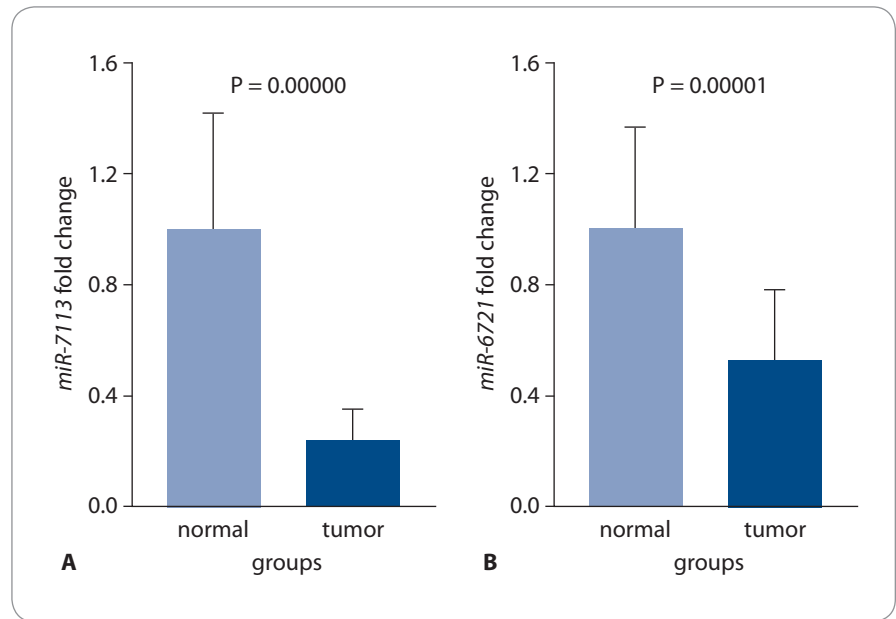 1.6
P = 0.00000
1.2
0.8
0.4
0.0
miR-7113 fold change
normal
tumor
groups
A
1.6
P = 0.00001
1.2
0.8
0.4
0.0
miR-6721 fold change
normal
tumor
groups
B